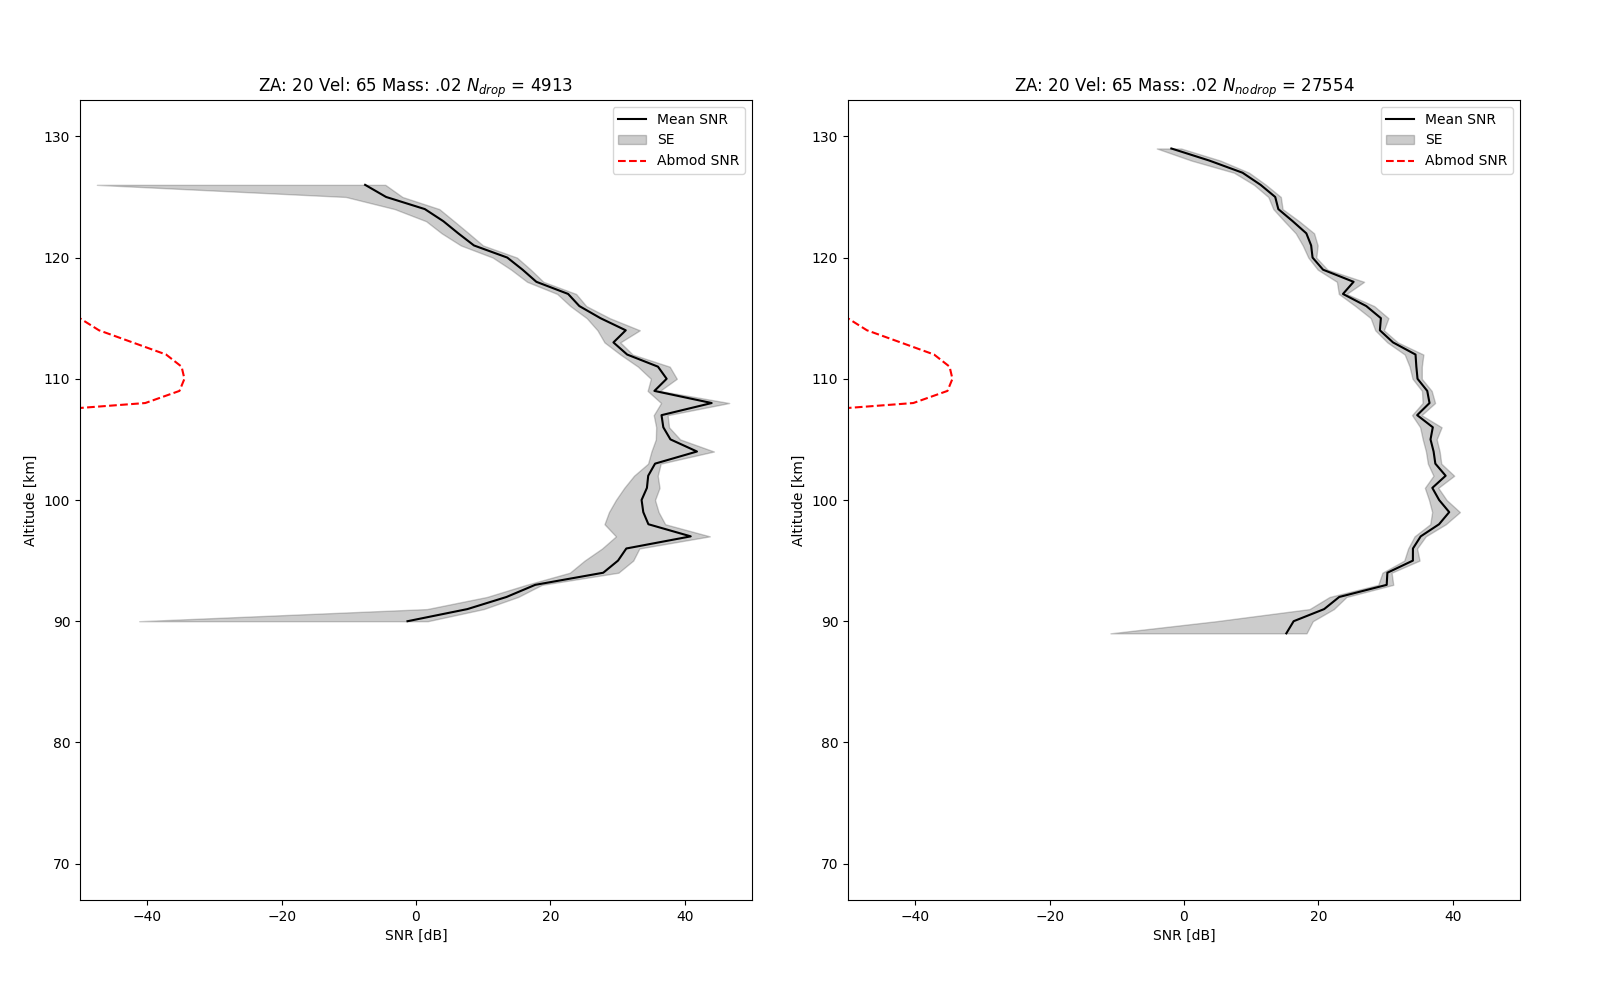 ZA: 20 Vel: 65 Mass: .02 N_drop = 4913
Mean SNR
SE
Abmod SNR
130
120
110
100
90
80
70
Altitude [km]
−40
−20
0
20
40
SNR [dB]
ZA: 20 Vel: 65 Mass: .02 N_nodrop = 27554
Mean SNR
SE
Abmod SNR
130
120
110
100
90
80
70
Altitude [km]
−40
−20
0
20
40
SNR [dB]